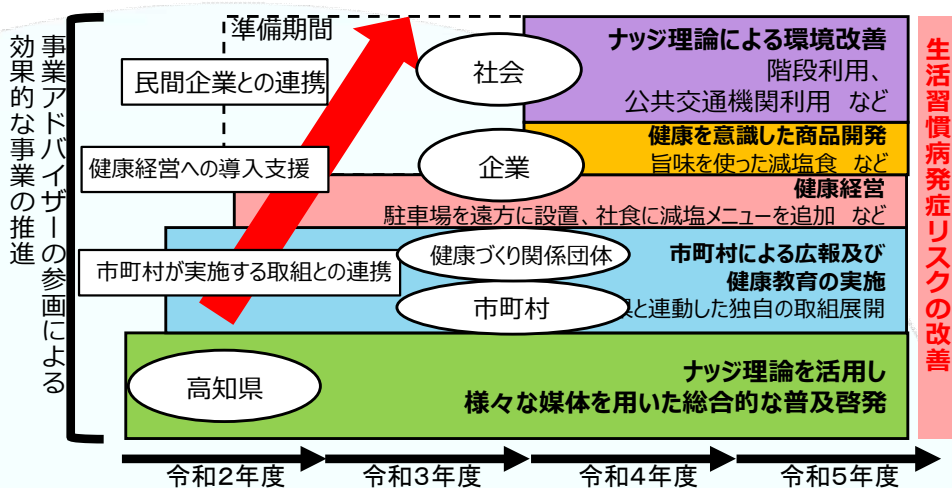 事業アドバイザーの参画による
効果的な事業の推進
準備期間
民間企業との連携
健康経営への導入支援
市町村が実施する取組との連携
社会
ナッジ理論による環境改善
階段利用、
公共交通機関利用 など
企業
健康を意識した商品開発
旨味を使った減塩食 など
健康経営
駐車場を遠方に設置、社食に減塩メニューを追加 など
健康づくり関係団体
市町村
市町村による広報及び
健康教育の実施
と連動した独自の取組展開
高知県
ナッジ理論を活用し
様々な媒体を用いた総合的な普及啓発
生活習慣病発症リスクの改善
令和2年度
令和3年度
令和4年度
令和5年度